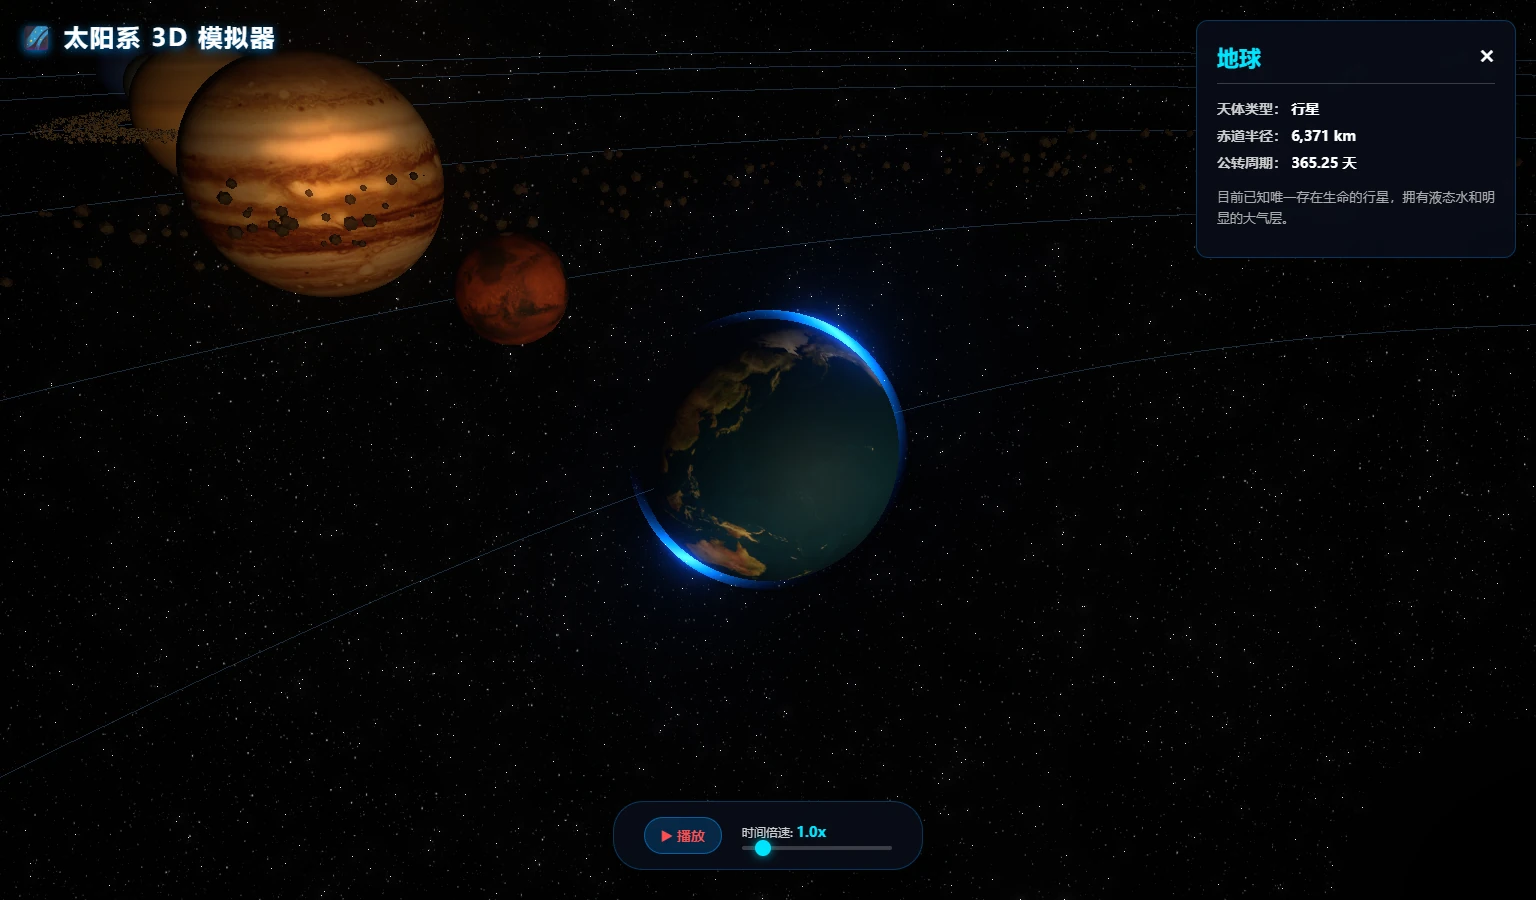 太阳系 3D 模拟器
地球
×
天体类型： 行星
赤道半径： 6,371 km
公转周期： 365.25 天
目前已知唯一存在生命的行星，拥有液态水和明
显的大气层。
▶ 播放
时间倍速: 1.0x